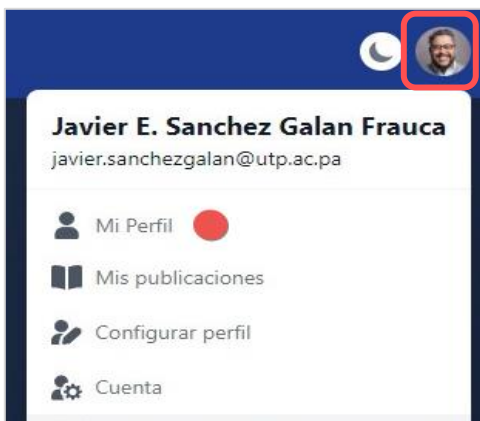 Javier E. Sanchez Galan Frauca
javier.sanchezgalan@utp.ac.pa
Mi Perfil
Mis publicaciones
Configurar perfil
Cuenta